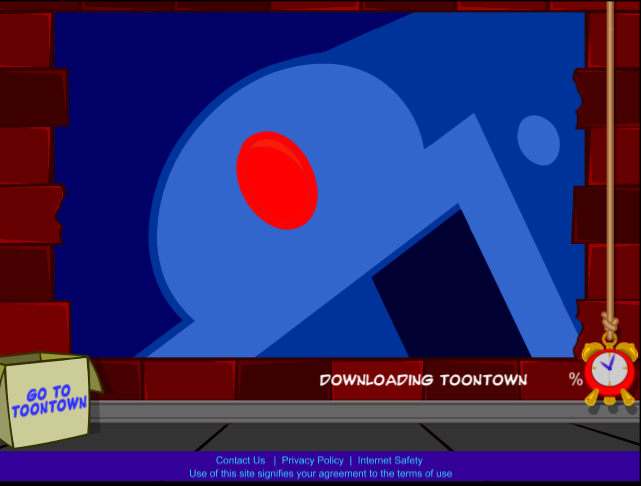 DOWNLOADING TOONTOWN %
GO TO
TOONTOWN
Contact Us | Privacy Policy | Internet Safety
Use of this site signifies your agreement to the terms of use